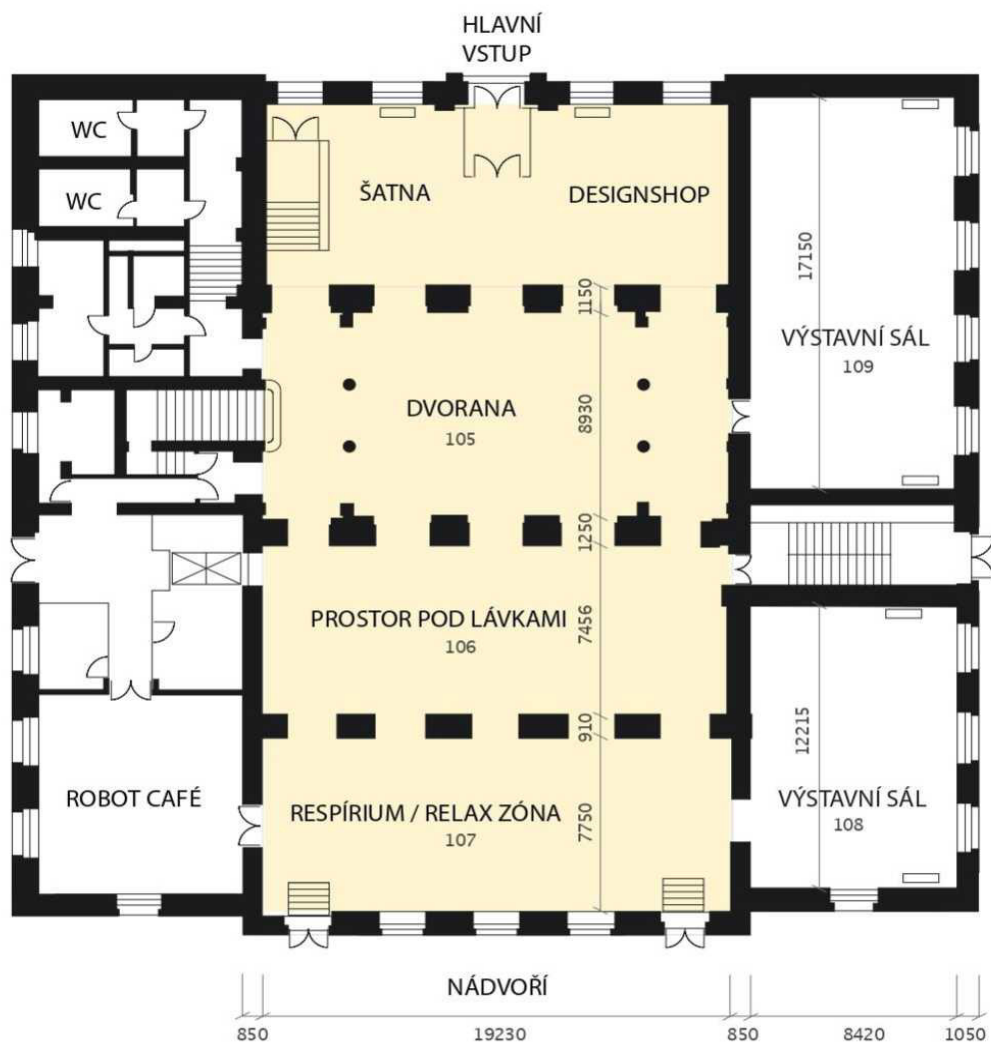 HLAVNÍ
VSTUP
WC
WC
ŠATNA
DESIGNSHOP
1150
17150
VÝSTAVNÍ SÁL
109
DVORANA
105
8930
1250
PROSTOR POD LÁVKAMI
106
7456
910
12215
ROBOT CAFÉ
RESPÍRIUM / RELAX ZÓNA
107
7750
VÝSTAVNÍ SÁL
108
NÁDVOŘÍ
850
19230
850
8420
1050